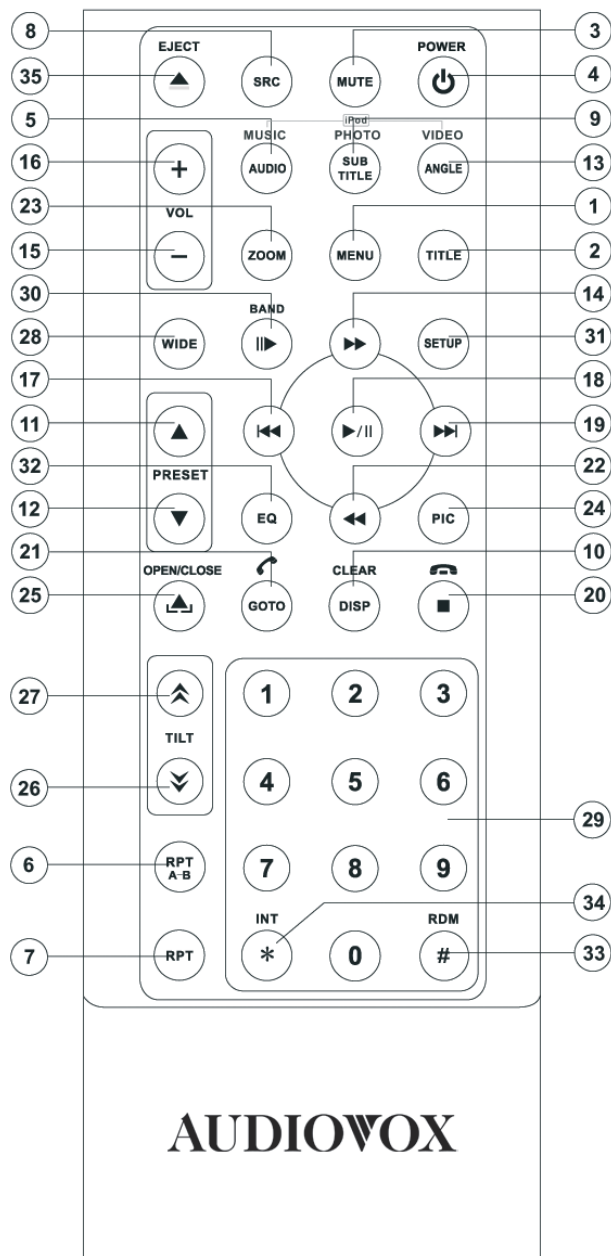 8 3
EJECT POWER
35 SRC MUTE 4
5 iPod 9
MUSIC PHOTO VIDEO
16 + AUDIO SUB TITLE ANGLE 13
23 VOL 1
15 − ZOOM MENU TITLE 2
30 BAND 14
28 WIDE SETUP 31
17 18
11 ▶/II 19
32 PRESET 22
12 EQ PIC 24
21 10
OPEN/CLOSE CLEAR
25 GOTO DISP 20
27 1 2 3
TILT
26 4 5 6
29
6 RPT A-B 7 8 9
34
INT RDM
7 RPT * 0 # 33
AUDIOVOX